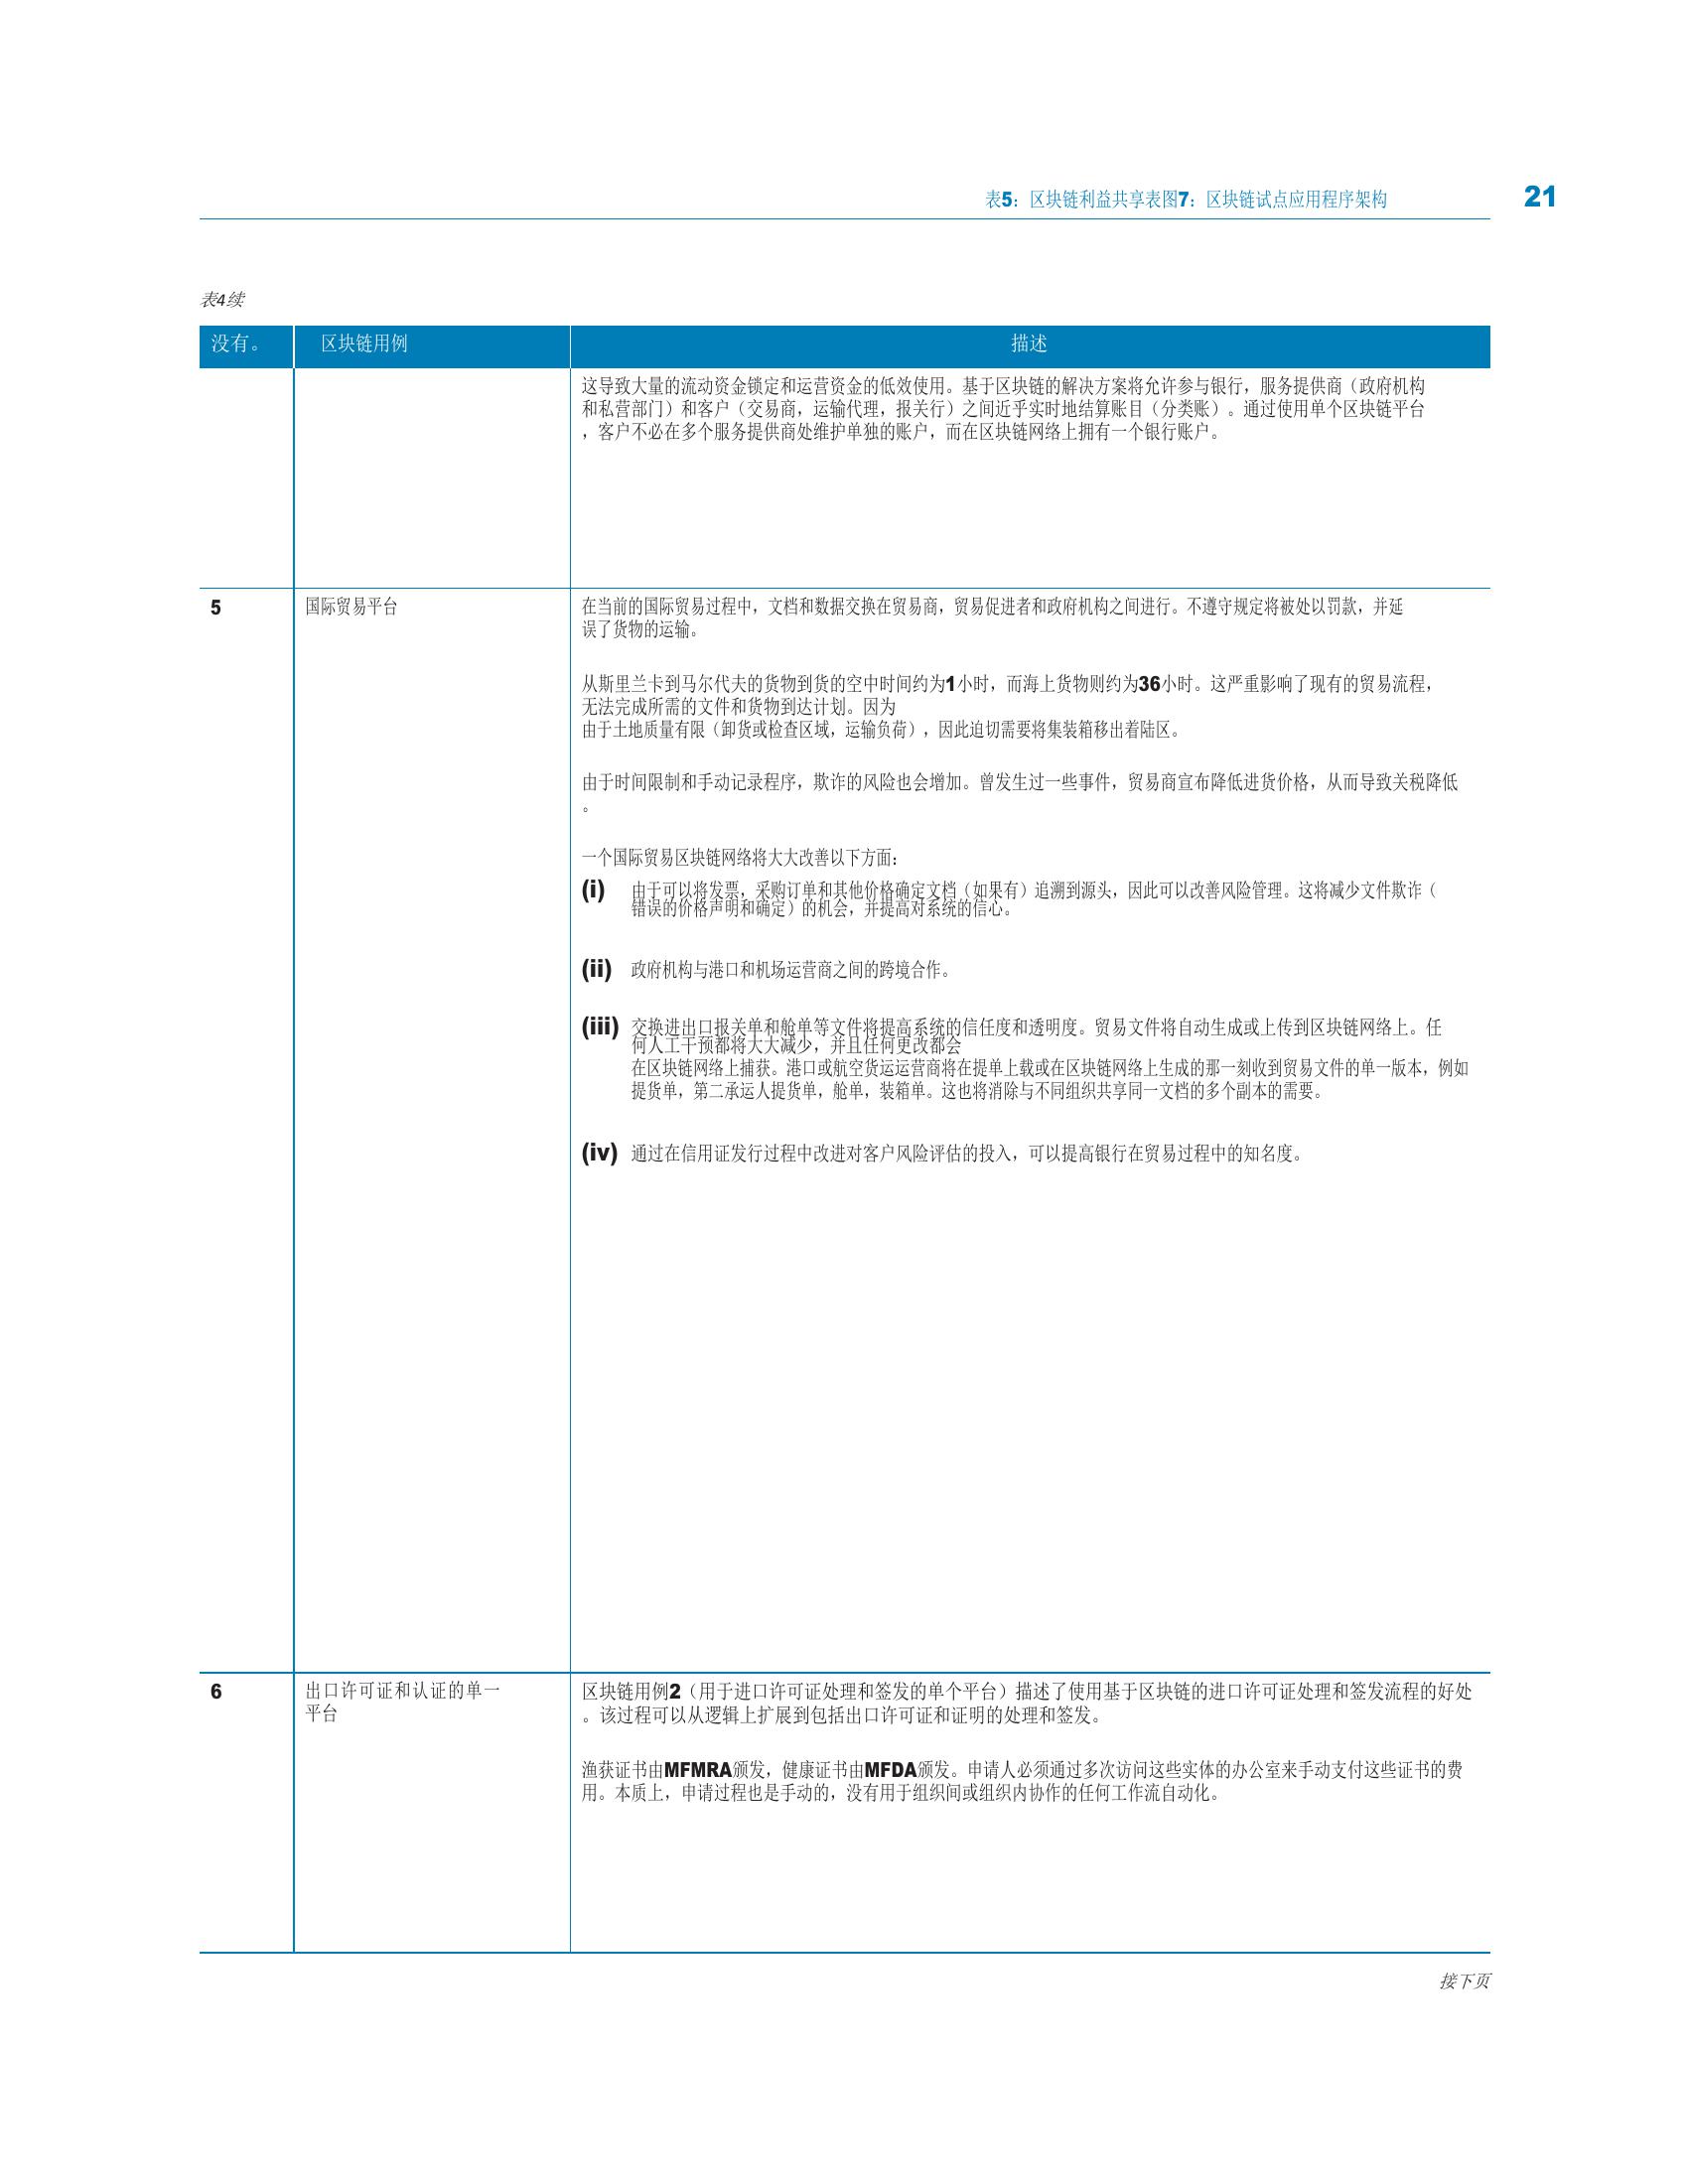 表5：区块链利益共享表图7：区块链试点应用程序架构 21
表4续
没有。 区块链用例 描述
这导致大量的流动资金锁定和运营资金的低效使用。基于区块链的解决方案将允许参与银行，服务提供商（政府机构
和私营部门）和客户（交易商，运输代理，报关行）之间近乎实时地结算账目（分类账）。通过使用单个区块链平台
，客户不必在多个服务提供商处维护单独的账户，而在区块链网络上拥有一个银行账户。
5 国际贸易平台 在当前的国际贸易过程中，文档和数据交换在贸易商，贸易促进者和政府机构之间进行。不遵守规定将被处以罚款，并延
误了货物的运输。
从斯里兰卡到马尔代夫的货物到货的空中时间约为1小时，而海上货物则约为36小时。这严重影响了现有的贸易流程，
无法完成所需的文件和货物到达计划。因为
由于土地质量有限（卸货或检查区域，运输负荷），因此迫切需要将集装箱移出着陆区。
由于时间限制和手动记录程序，欺诈的风险也会增加。曾发生过一些事件，贸易商宣布降低进货价格，从而导致关税降低
。
一个国际贸易区块链网络将大大改善以下方面：
(i) 由于可以将发票，采购订单和其他价格确定文档（如果有）追溯到源头，因此可以改善风险管理。这将减少文件欺诈（
错误的价格声明和确定）的机会，并提高对系统的信心。
(ii) 政府机构与港口和机场运营商之间的跨境合作。
(iii) 交换进出口报关单和舱单等文件将提高系统的信任度和透明度。贸易文件将自动生成或上传到区块链网络上。任
何人工干预都将大大减少，并且任何更改都会
在区块链网络上捕获。港口或航空货运运营商将在提单上载或在区块链网络上生成的那一刻收到贸易文件的单一版本，例如
提货单，第二承运人提货单，舱单，装箱单。这也将消除与不同组织共享同一文档的多个副本的需要。
(iv) 通过在信用证发行过程中改进对客户风险评估的投入，可以提高银行在贸易过程中的知名度。
6 出口许可证和认证的单一
平台
区块链用例2（用于进口许可证处理和签发的单个平台）描述了使用基于区块链的进口许可证处理和签发流程的好处
。该过程可以从逻辑上扩展到包括出口许可证和证明的处理和签发。
渔获证书由MFMRA颁发，健康证书由MFDA颁发。申请人必须通过多次访问这些实体的办公室来手动支付这些证书的费
用。本质上，申请过程也是手动的，没有用于组织间或组织内协作的任何工作流自动化。
接下页